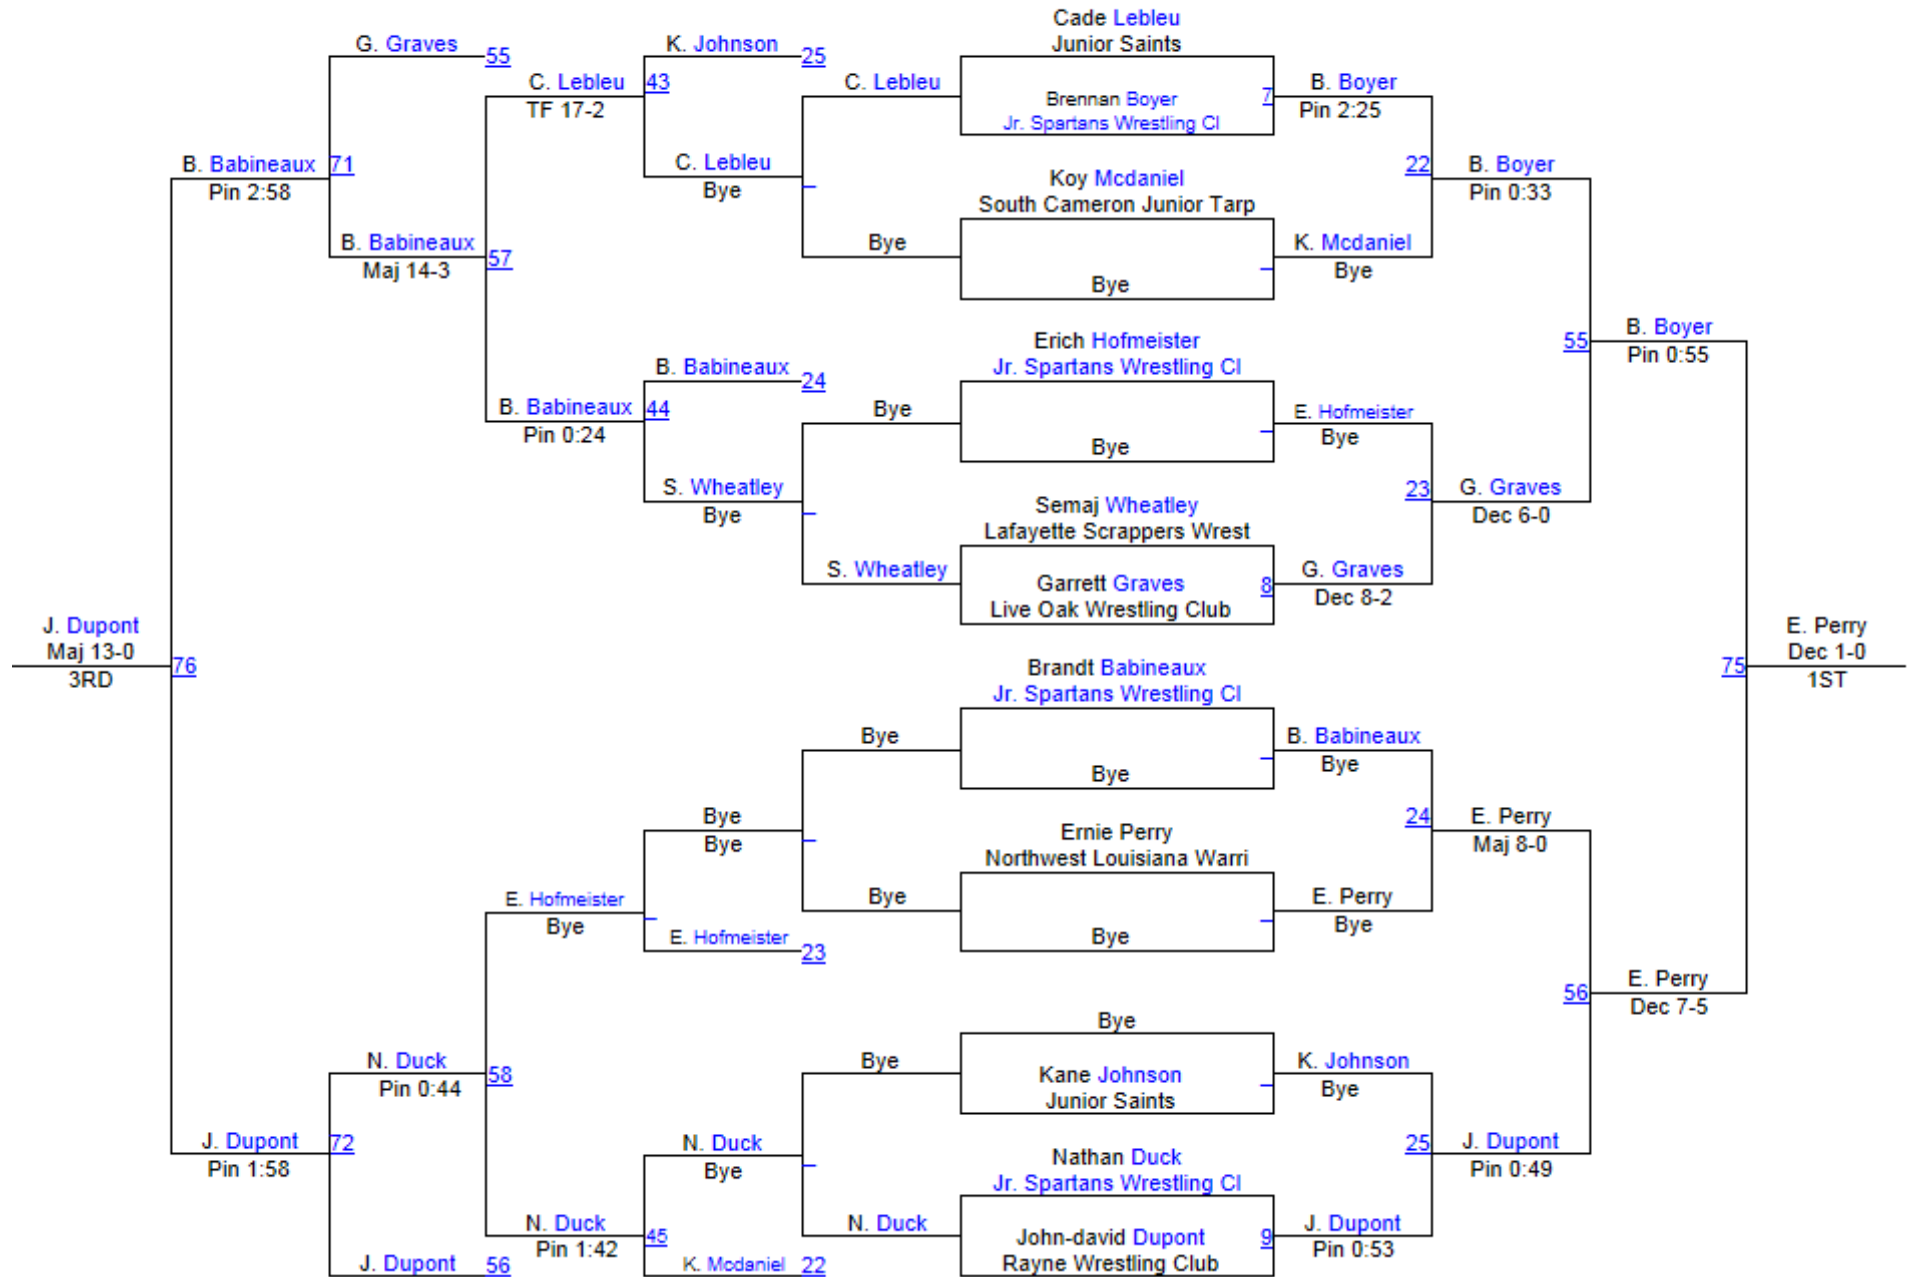 Cade Lebleu
G. Graves
K. Johnson
Junior Saints
55
25
C. Lebleu
43
C. Lebleu
B. Boyer
TF 17-2
Brennan Boyer
7
Pin 2:25
Jr. Spartans Wrestling Cl
B. Babineaux
71
C. Lebleu
22
B. Boyer
Pin 2:58
Bye
Koy Mcdaniel
Pin 0:33
South Cameron Junior Tarp
B. Babineaux
57
Bye
K. Mcdaniel
Maj 14-3
Bye
Bye
Erich Hofmeister
55
B. Boyer
Jr. Spartans Wrestling Cl
Pin 0:55
B. Babineaux
24
B. Babineaux
44
Bye
E. Hofmeister
Pin 0:24
Bye
Bye
S. Wheatley
23
G. Graves
Bye
Semaj Wheatley
Dec 6-0
Lafayette Scrappers Wrest
S. Wheatley
Garrett Graves
8
G. Graves
Live Oak Wrestling Club
Dec 8-2
J. Dupont
E. Perry
Maj 13-0
Dec 1-0
76
Brandt Babineaux
75
3RD
Jr. Spartans Wrestling Cl
1ST
Bye
B. Babineaux
Bye
Bye
Bye
24
E. Perry
Bye
Ernie Perry
Maj 8-0
Northwest Louisiana Warri
E. Hofmeister
Bye
E. Perry
Bye
Bye
E. Hofmeister
23
Bye
56
E. Perry
Dec 7-5
Bye
N. Duck
58
Bye
K. Johnson
Pin 0:44
Kane Johnson
Bye
Junior Saints
J. Dupont
72
N. Duck
25
J. Dupont
Pin 1:58
Bye
Nathan Duck
Pin 0:49
Jr. Spartans Wrestling Cl
N. Duck
45
N. Duck
John-david Dupont
9
J. Dupont
Pin 1:42
Rayne Wrestling Club
Pin 0:53
J. Dupont
56
K. Mcdaniel
22